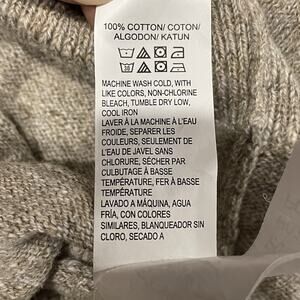 100% COTTON/ COTON/
ALGODON/ KATUN
MACHINE WASH COLD, WITH
LIKE COLORS, NON-CHLORINE
BLEACH, TUMBLE DRY LOW,
COOL IRON
LAVER À LA MACHINE À L'EAU
FROIDE, SEPARER LES
COULEURS, SEULEMENT DE
L'EAU DE JAVEL SANS
CHLORURE, SÉCHER PAR
CULBUTAGE À BASSE
TEMPÉRATURE, FER À BASSE
TEMPÉRATURE
LAVADO A MÁQUINA, AGUA
FRÍA, CON COLORES
SIMILARES, BLANQUEADOR SIN
CLORO, SECADO A